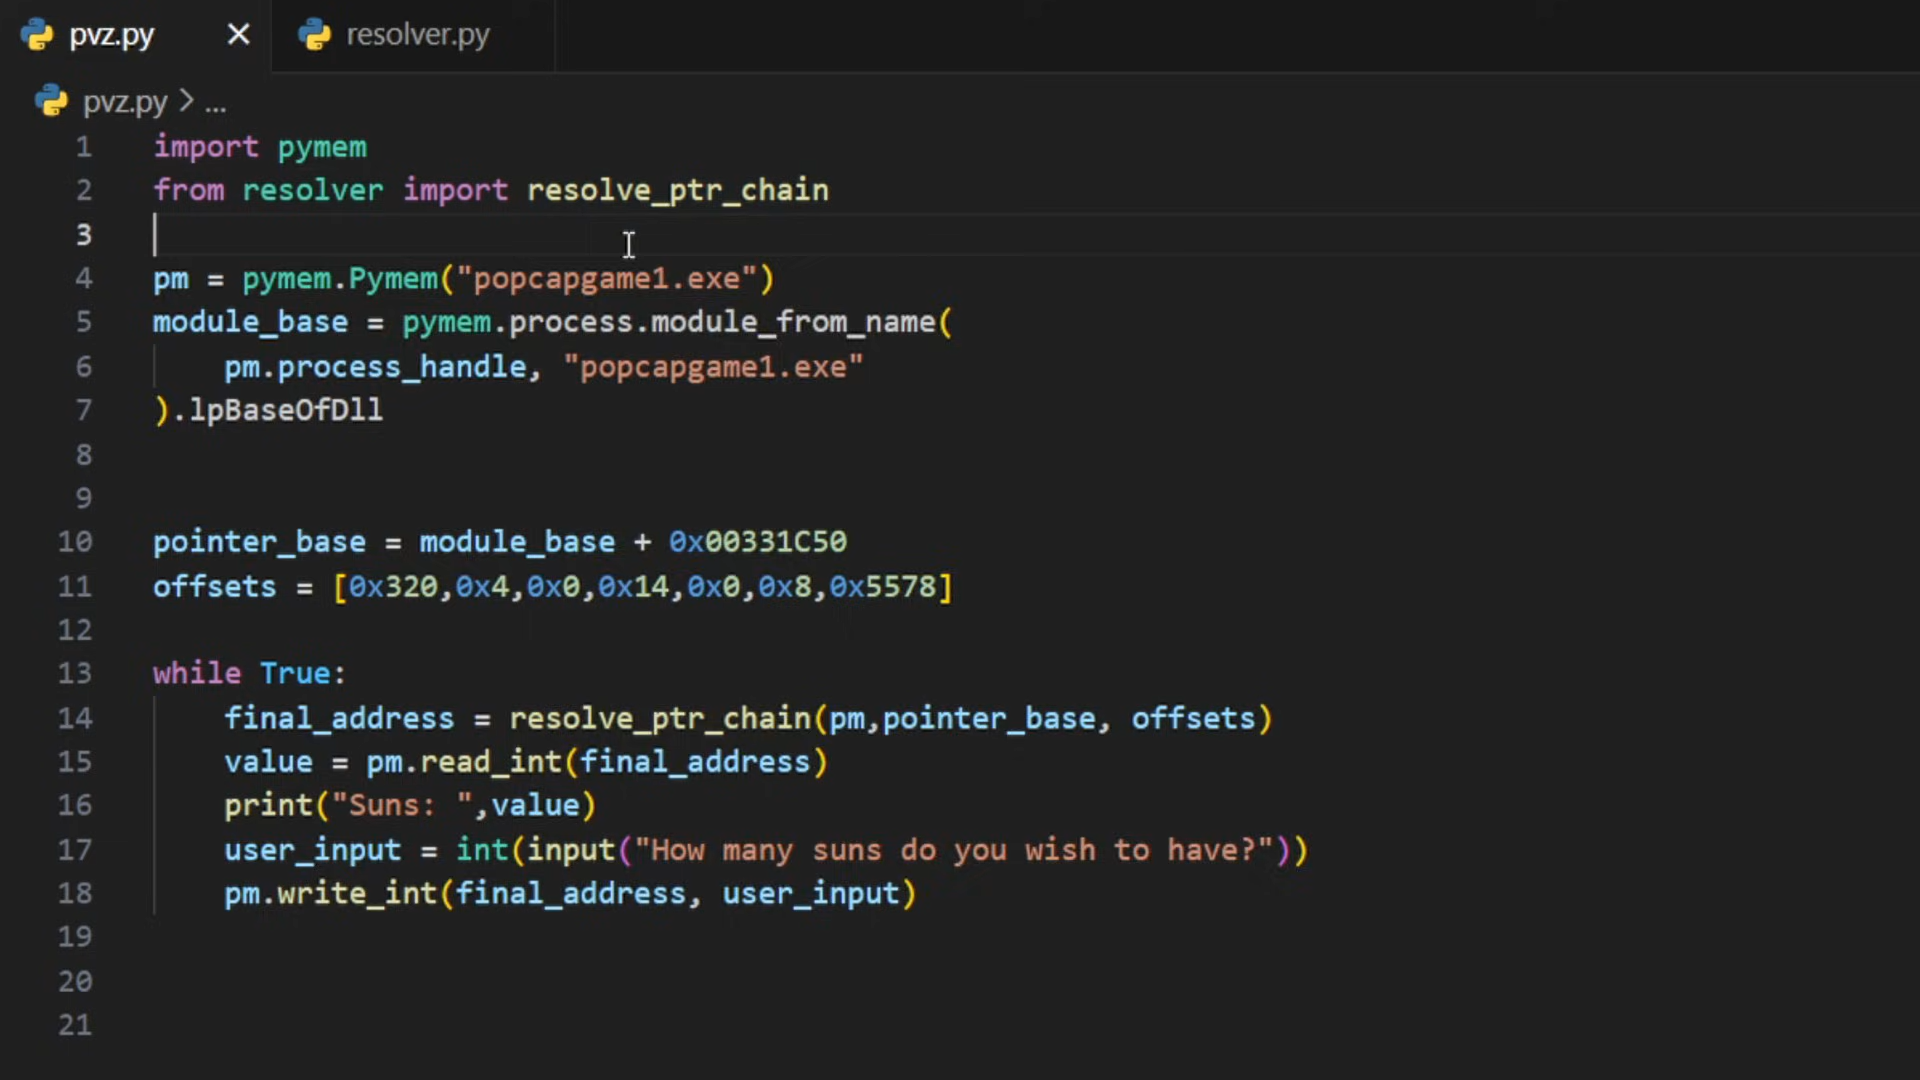 pvz.py
resolver.py
pvz.py > ...
1 import pymem
2 from resolver import resolve_ptr_chain
3
4 pm = pymem.Pymem("popcapgame1.exe")
5 module_base = pymem.process.module_from_name(
6     pm.process_handle, "popcapgame1.exe"
7 ).lpBaseOfDll
8
9
10 pointer_base = module_base + 0x00331C50
11 offsets = [0x320,0x4,0x0,0x14,0x0,0x8,0x5578]
12
13 while True:
14     final_address = resolve_ptr_chain(pm,pointer_base, offsets)
15     value = pm.read_int(final_address)
16     print("Suns: ",value)
17     user_input = int(input("How many suns do you wish to have?"))
18     pm.write_int(final_address, user_input)
19
20
21